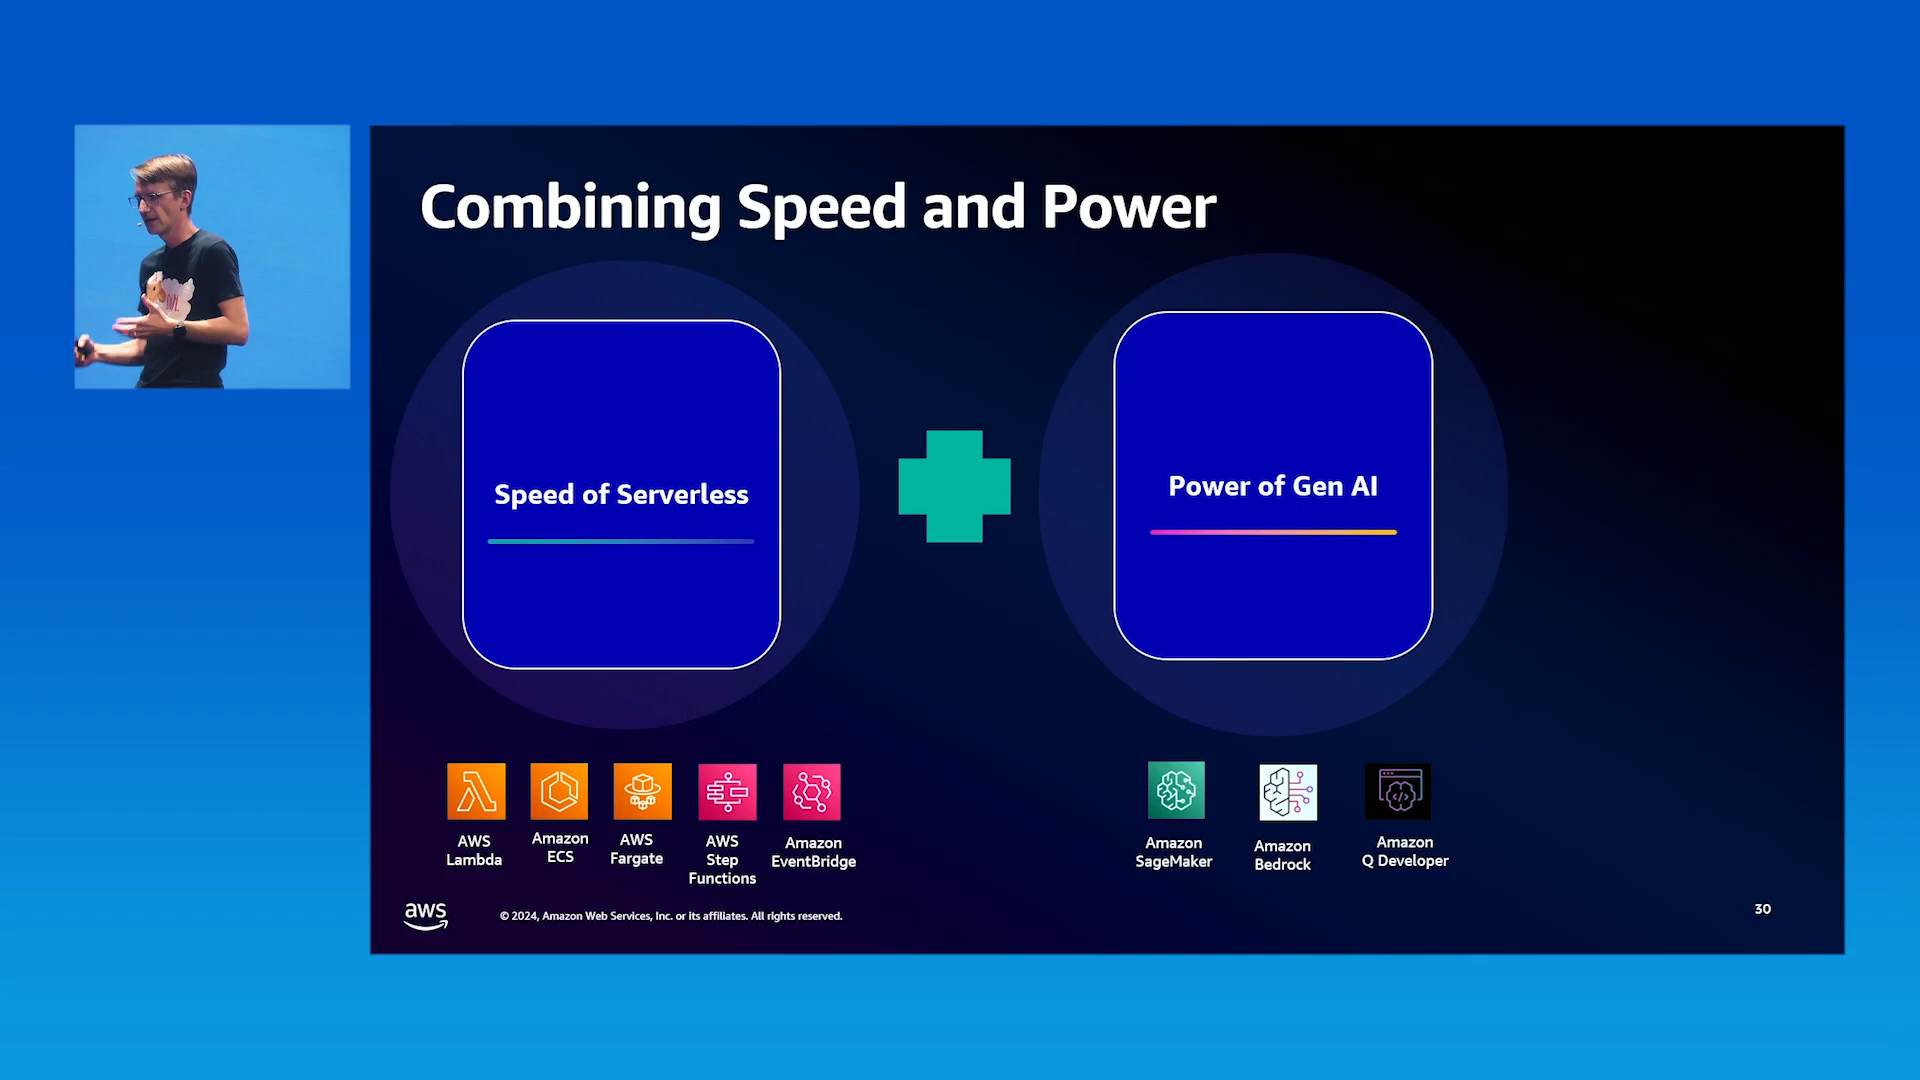 Combining Speed and Power
Speed of Serverless
Power of Gen AI
AWS
Lambda
Amazon
ECS
AWS
Fargate
AWS
Step
Functions
Amazon
EventBridge
Amazon
SageMaker
Amazon
Bedrock
Amazon
Q Developer
aws
© 2024, Amazon Web Services, Inc. or its affiliates. All rights reserved.
30